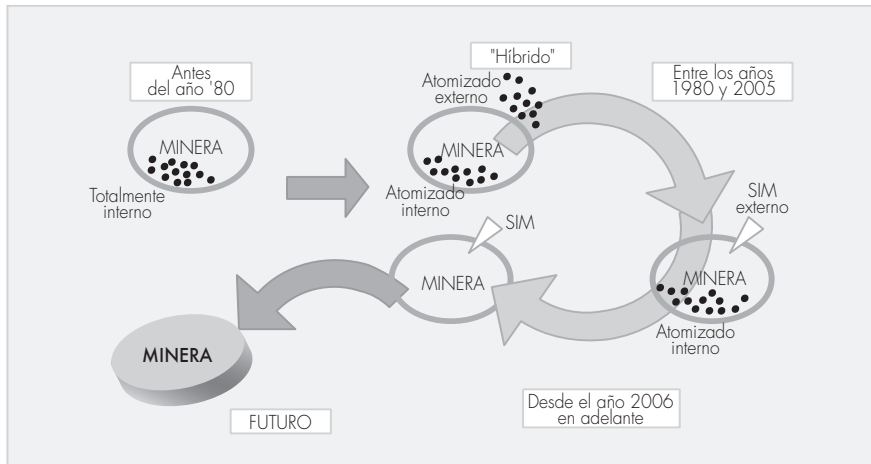 "Híbrido"
Antes
del año '80
Atomizado
externo
Entre los años
1980 y 2005
MINERA
MINERA
Totalmente
interno
Atomizado
interno
SIM
SIM
externo
MINERA
MINERA
Atomizado
interno
MINERA
Desde el año 2006
en adelante
FUTURO